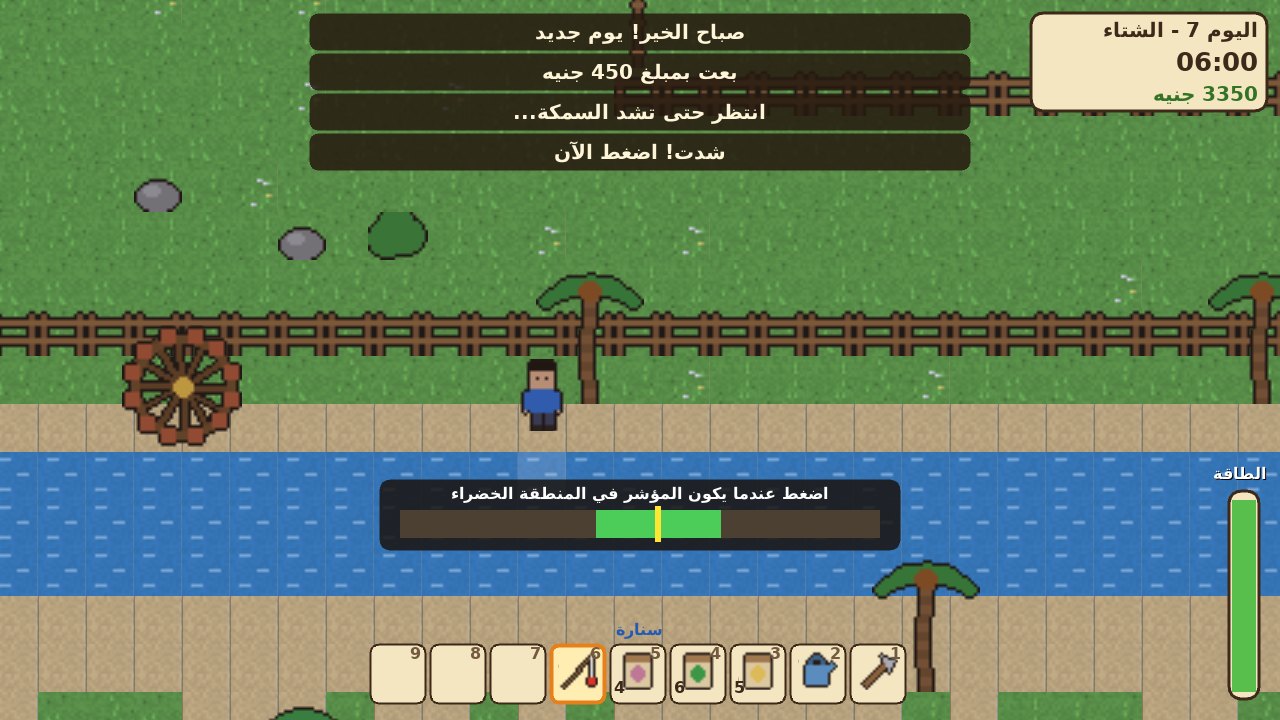 صباح الخير! يوم جديد
بعت بمبلغ 450 جنيه
انتظر حتى تشد السمكة...
شدت! اضغط الآن
اليوم 7 - الشتاء
06:00
3350 جنيه
الطاقة
اضغط عندما يكون المؤشر في المنطقة الخضراء
سنارة
1
2
3
5
4
6
5
4
6
7
8
9